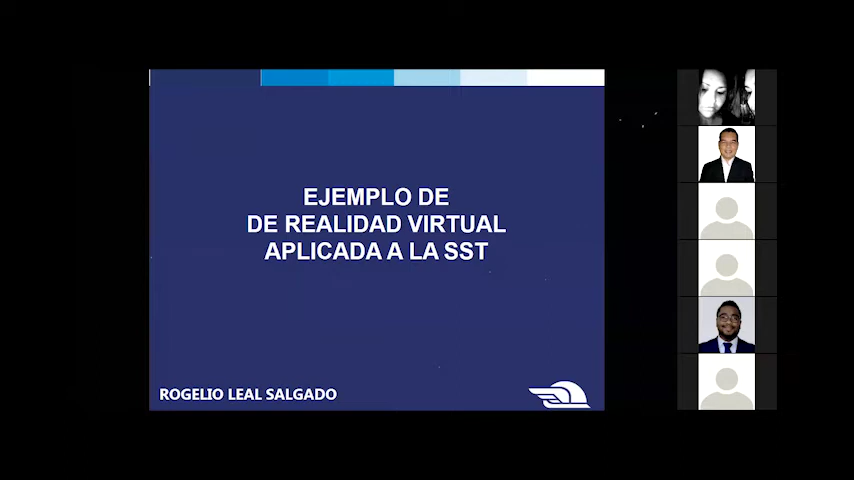 EJEMPLO DE
DE REALIDAD VIRTUAL
APLICADA A LA SST
ROGELIO LEAL SALGADO